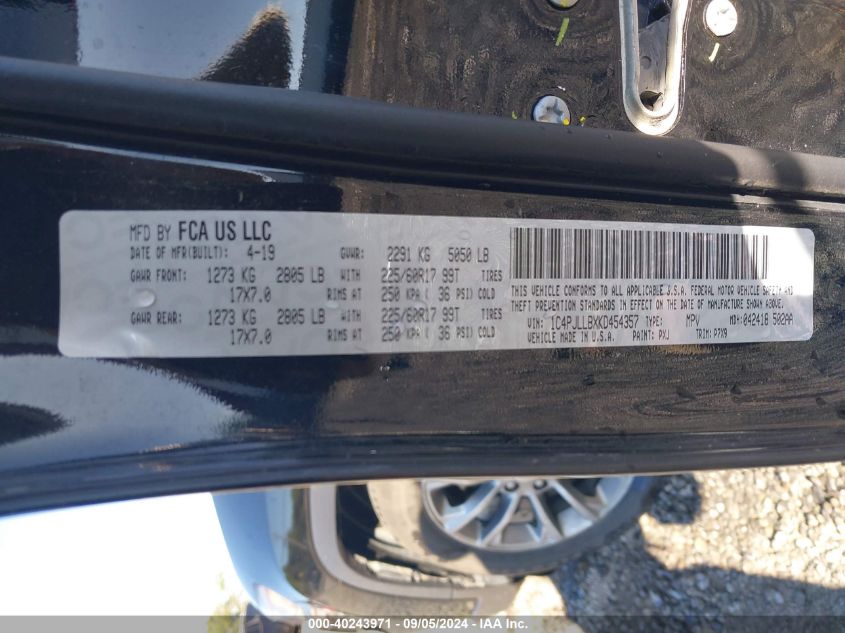 MFD BY FCA US LLC
DATE OF MFR(BUILT): 4-19 GVWR: 2291 KG 5050 LB
GAWR FRONT: 1273 KG 2805 LB WITH 225/60R17 99T TIRES
17X7.0 RIMS AT 250 KPA ( 36 PSI) COLD
GAWR REAR: 1273 KG 2805 LB WITH 225/60R17 99T TIRES
17X7.0 RIMS AT 250 KPA ( 36 PSI) COLD
THIS VEHICLE CONFORMS TO ALL APPLICABLE U.S.A. FEDERAL MOTOR VEHICLE SAFETY AND
THEFT PREVENTION STANDARDS IN EFFECT ON THE DATE OF MANUFACTURE SHOWN ABOVE.
VIN: 1C4PJLLBXKD454357 TYPE: MPV MDH: 042416 502AA
VEHICLE MADE IN U.S.A. PAINT: PXJ TRIM: P7X9
000-40243971 - 09/05/2024 - IAA Inc.